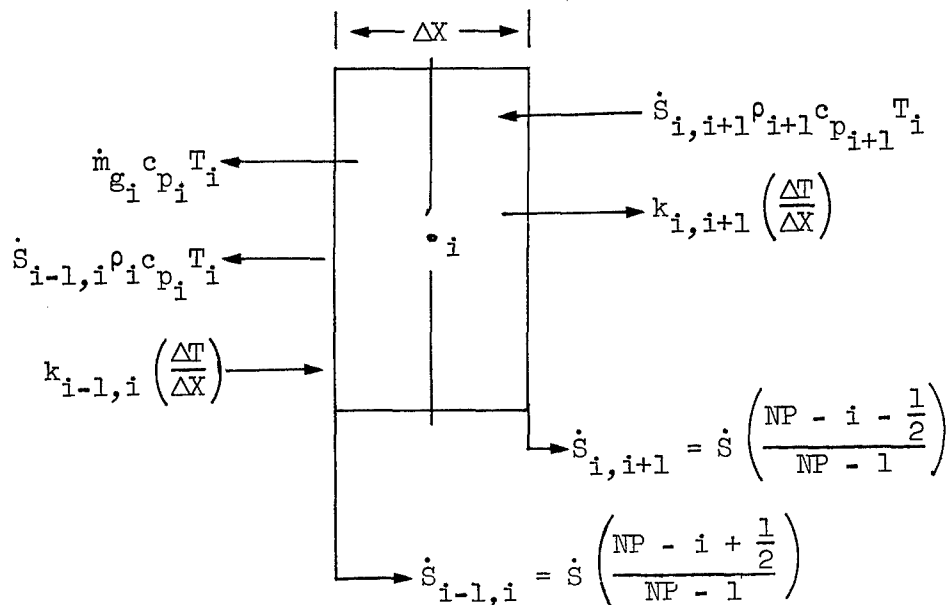 ΔX
Ṡ_{i,i+1} ρ_{i+1} c_{p_{i+1}} T_i
ṁ_{g_i} c_{p_i} T_i
k_{i,i+1} (ΔT/ΔX)
i
Ṡ_{i-1,i} ρ_i c_{p_i} T_i
k_{i-1,i} (ΔT/ΔX)
Ṡ_{i,i+1} = Ṡ ((NP - i - 1/2)/(NP - 1))
Ṡ_{i-1,i} = Ṡ ((NP - i + 1/2)/(NP - 1))